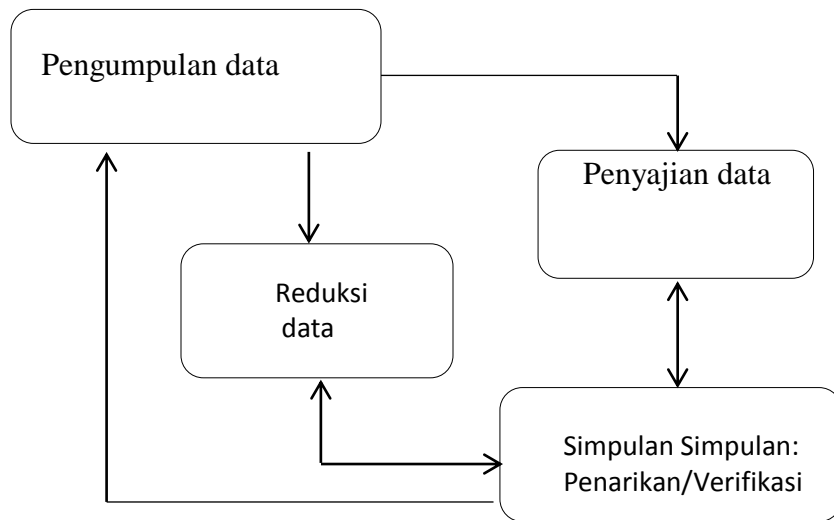 Pengumpulan data
Penyajian data
Reduksi
data
Simpulan Simpulan:
Penarikan/Verifikasi